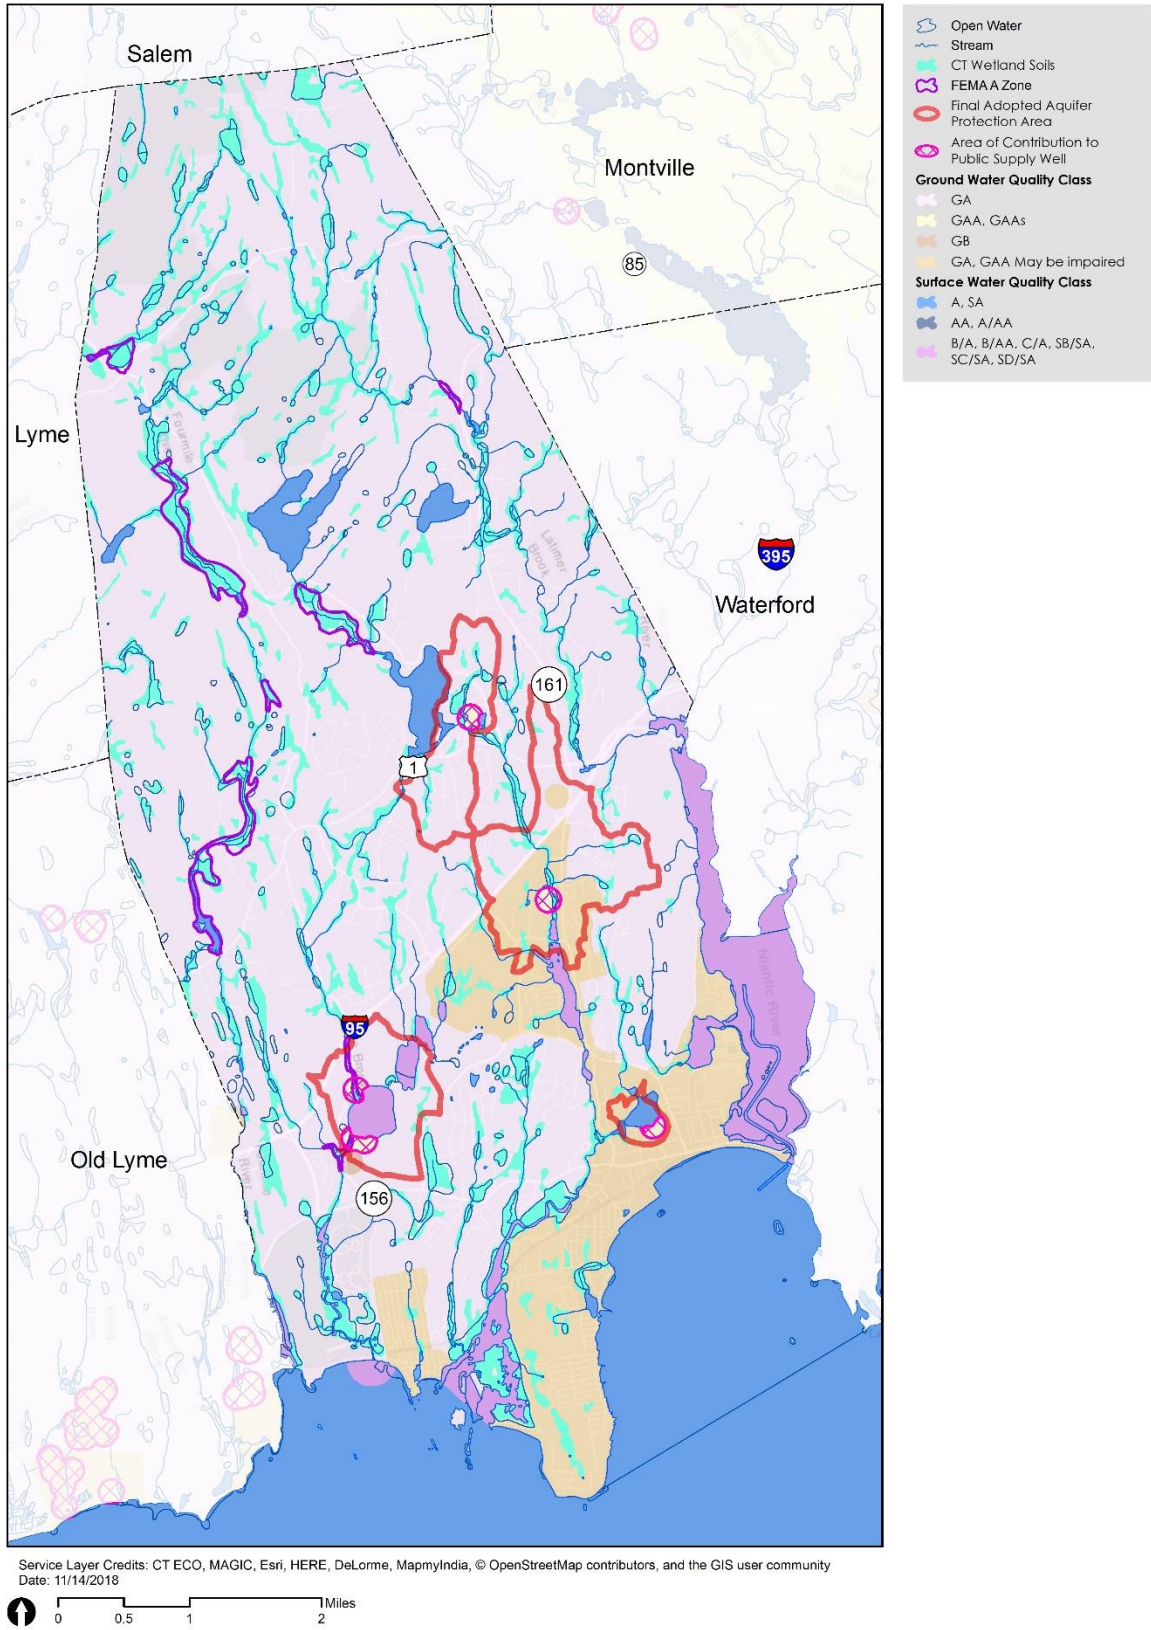 Salem
Montville
85
Lyme
Fourmile
River
Latimer
Brook
395
Waterford
River
161
1
Niantic River
95
Old Lyme
River
156
Open Water
Stream
CT Wetland Soils
FEMA A Zone
Final Adopted Aquifer
Protection Area
Area of Contribution to
Public Supply Well
Ground Water Quality Class
GA
GAA, GAAs
GB
GA, GAA May be impaired
Surface Water Quality Class
A, SA
AA, A/AA
B/A, B/AA, C/A, SB/SA,
SC/SA, SD/SA
Service Layer Credits: CT ECO, MAGIC, Esri, HERE, DeLorme, MapmyIndia, © OpenStreetMap contributors, and the GIS user community
Date: 11/14/2018
Miles
0 0.5 1 2